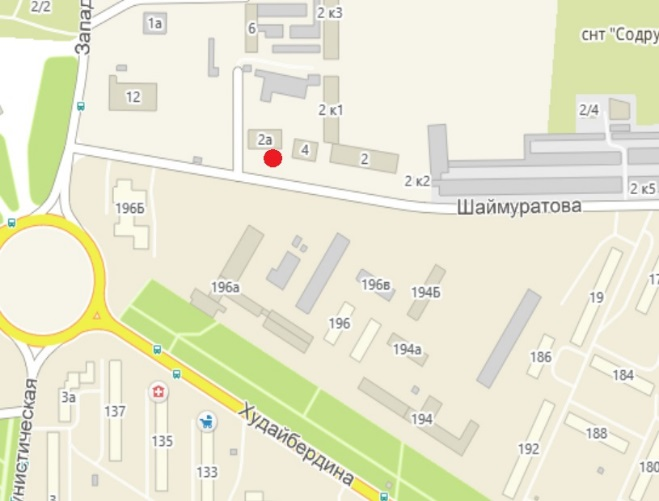 2/2
Запад
1а
6
2 к3
снт "Содру
12
2 к1
2/4
2а
4
2
2 к2
2 к5
196Б
Шаймуратова
196а
196в
194Б
19
17
196
194а
186
184
3а
137
135
133
194
192
188
180
Худайбердина
унистическая
3